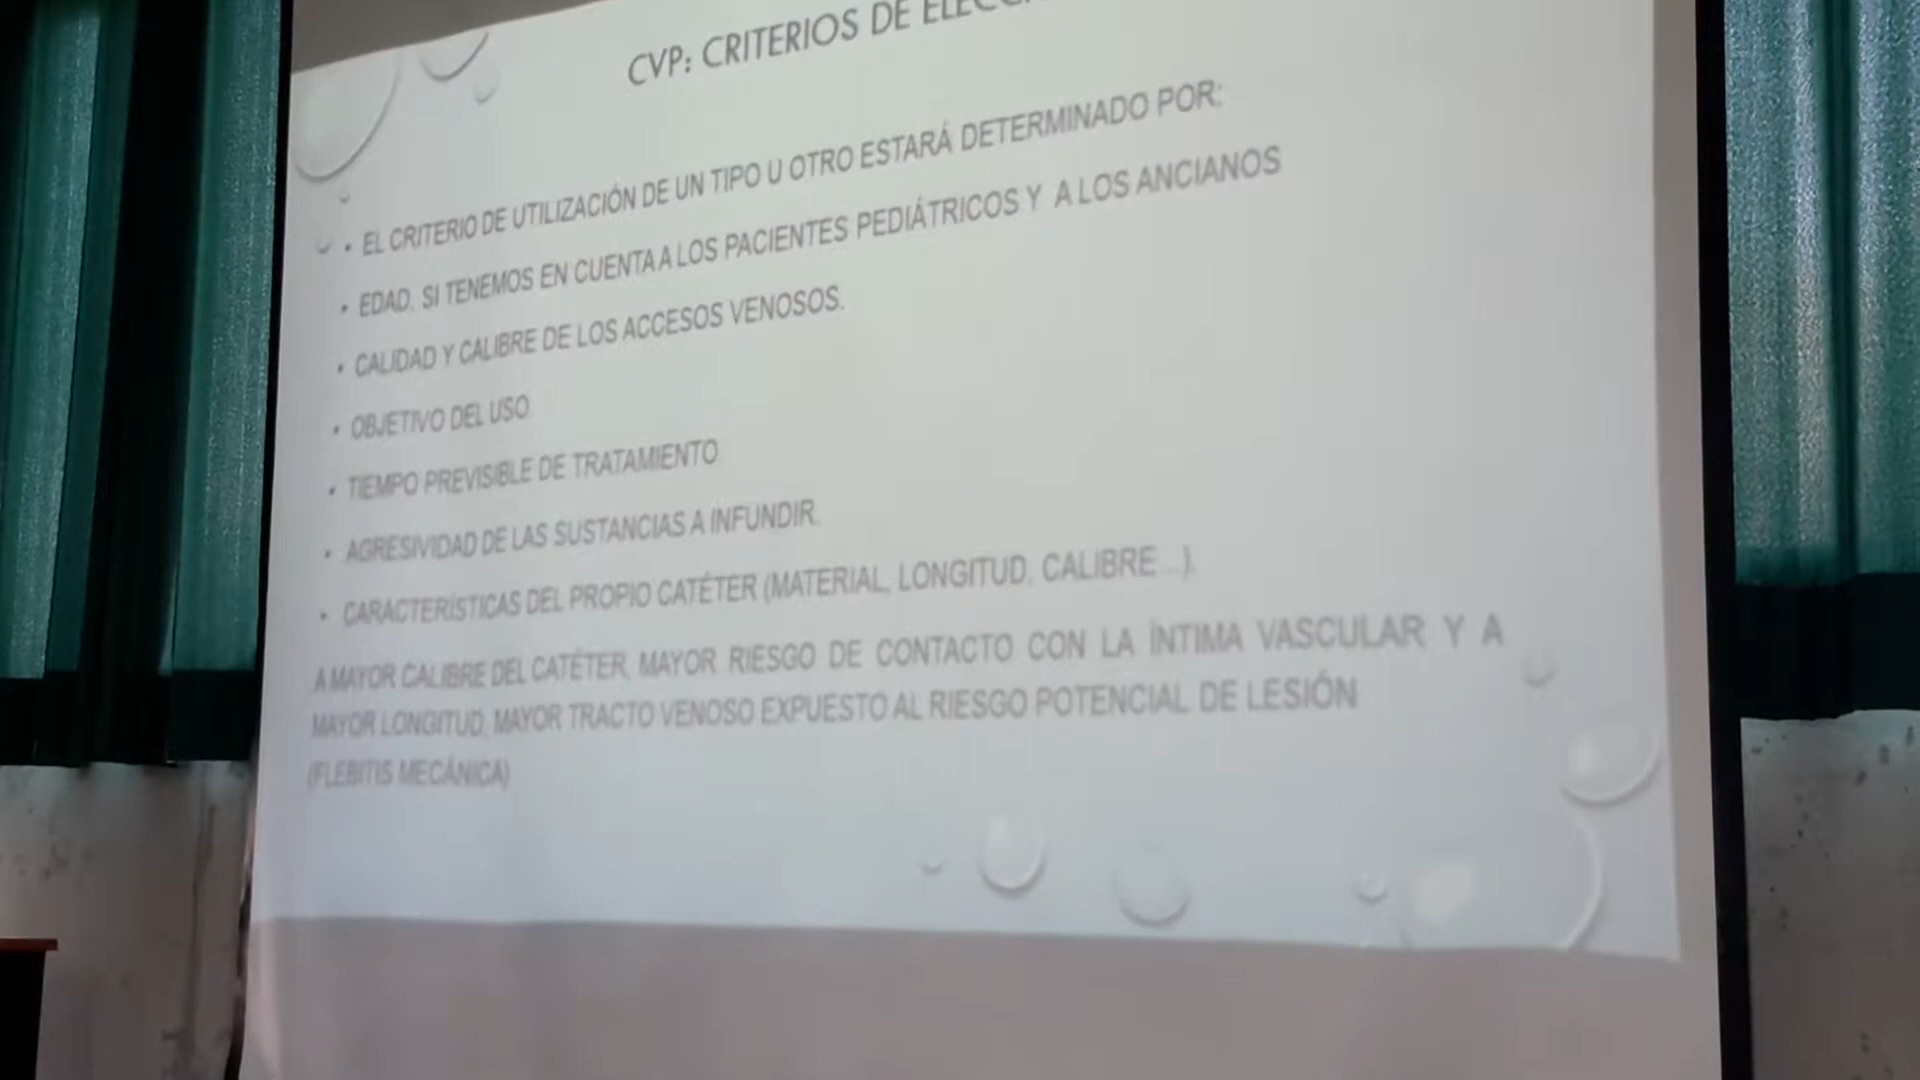 CVP: CRITERIOS DE
• EL CRITERIO DE UTILIZACIÓN DE UN TIPO U OTRO ESTARÁ DETERMINADO POR:
• EDAD, SI TENEMOS EN CUENTA A LOS PACIENTES PEDIÁTRICOS Y A LOS ANCIANOS
• CALIDAD Y CALIBRE DE LOS ACCESOS VENOSOS.
• OBJETIVO DEL USO
• TIEMPO PREVISIBLE DE TRATAMIENTO
• AGRESIVIDAD DE LAS SUSTANCIAS A INFUNDIR.
• CARACTERÍSTICAS DEL PROPIO CATÉTER (MATERIAL, LONGITUD, CALIBRE ...).
A MAYOR CALIBRE DEL CATÉTER, MAYOR RIESGO DE CONTACTO CON LA ÍNTIMA VASCULAR Y A
MAYOR LONGITUD, MAYOR TRACTO VENOSO EXPUESTO AL RIESGO POTENCIAL DE LESIÓN
(FLEBITIS MECÁNICA)